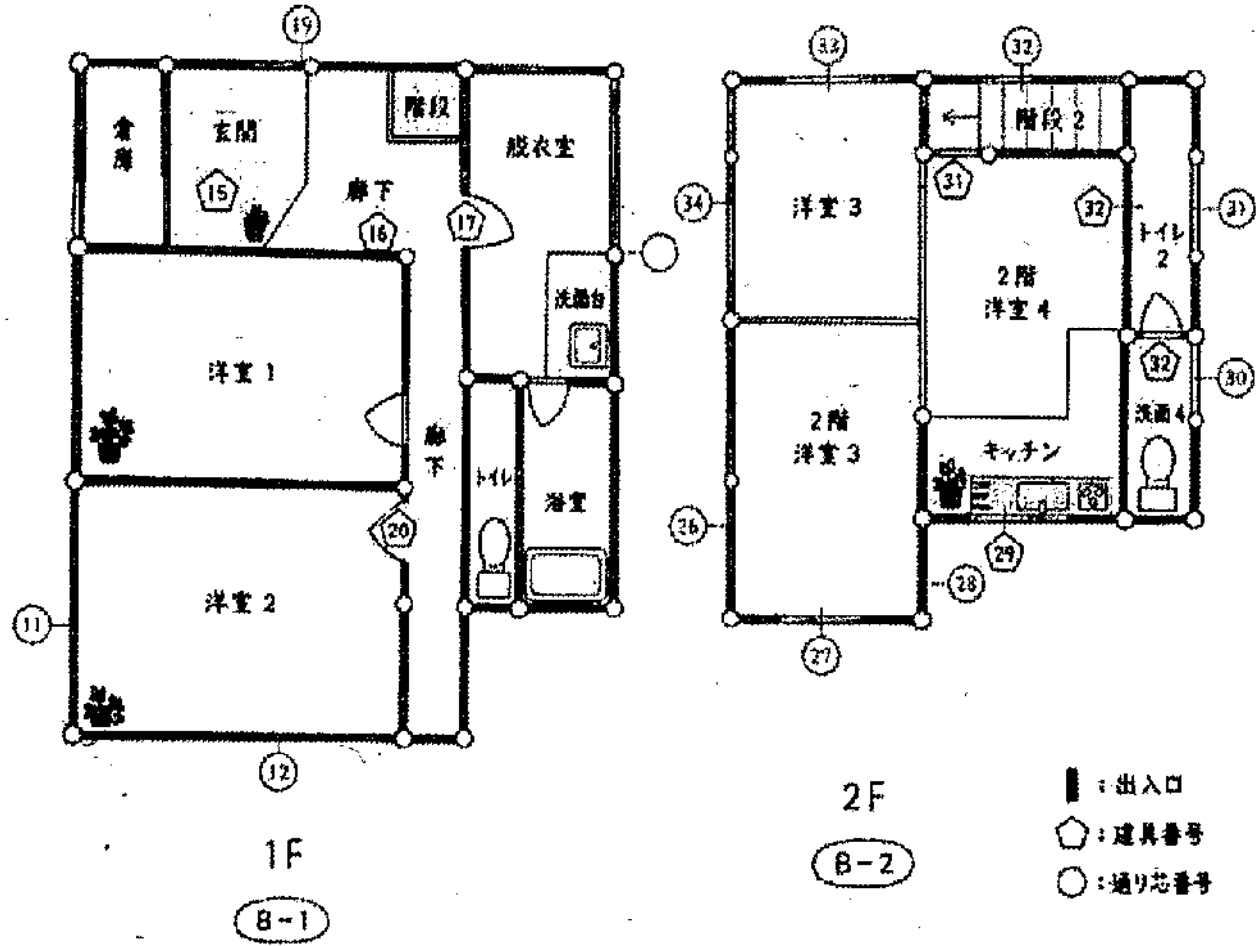 19
階段
倉庫
玄関
脱衣室
15
廊下
16
17
洗面台
洋室 1
廊下
トイレ
浴室
20
洋室 2
11
12
1F
B-1
33
32
階段 2
31
34
洋室 3
32
トイレ
2
31
2階
洋室 4
32
30
2階
洋室 3
キッチン
洗面 4
26
29
28
27
2F
B-2
：出入口
：建具番号
：通り芯番号